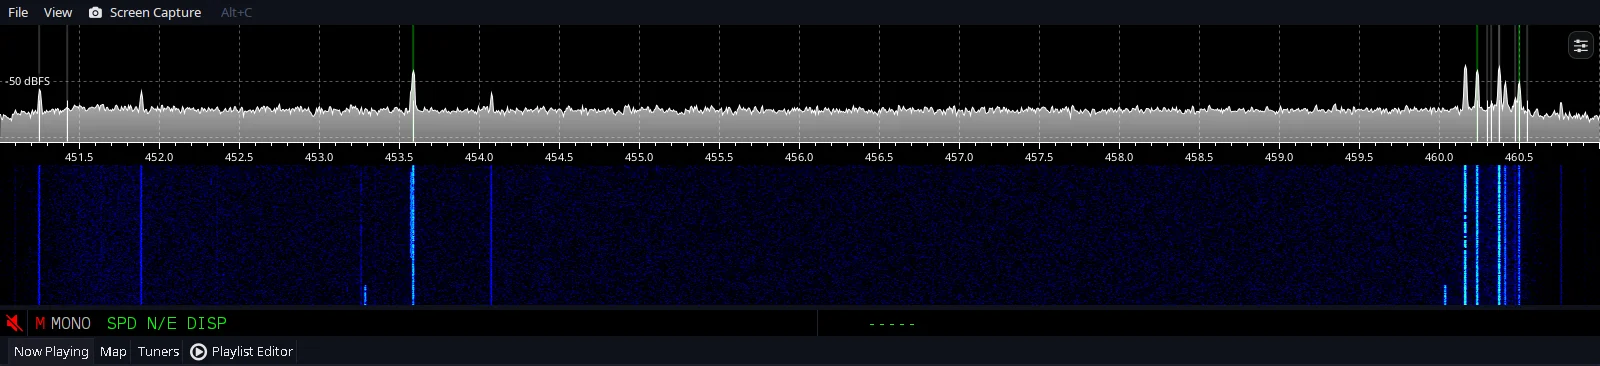 File View Screen Capture Alt+C
-50 dBFS
451.5 452.0 452.5 453.0 453.5 454.0 454.5 455.0 455.5 456.0 456.5 457.0 457.5 458.0 458.5 459.0 459.5 460.0 460.5
M MONO SPD N/E DISP -----
Now Playing Map Tuners Playlist Editor